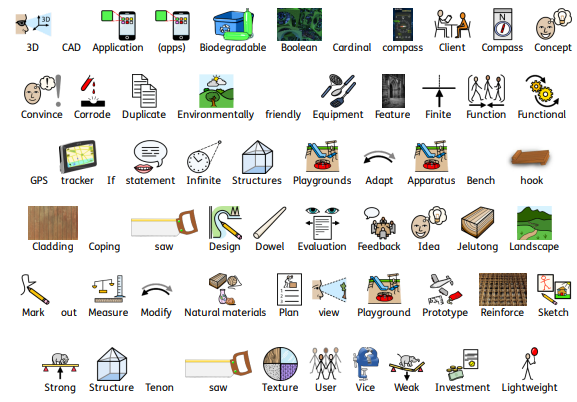 3D CAD Application (apps) Biodegradable Boolean Cardinal compass Client Compass Concept
Convince Corrode Duplicate Environmentally friendly Equipment Feature Finite Function Functional
GPS tracker If statement Infinite Structures Playgrounds Adapt Apparatus Bench hook
Cladding Coping saw Design Dowel Evaluation Feedback Idea Jelutong Landscape
Mark out Measure Modify Natural materials Plan view Playground Prototype Reinforce Sketch
Strong Structure Tenon saw Texture User Vice Weak Investment Lightweight